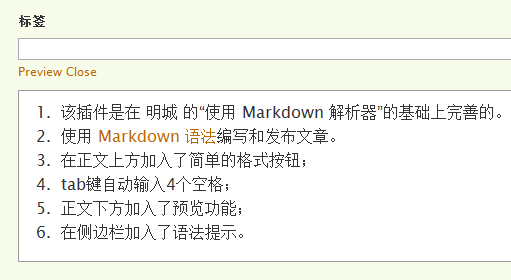 标签
Preview Close
1. 该插件是在 明城 的“使用 Markdown 解析器”的基础上完善的。
2. 使用 Markdown 语法编写和发布文章。
3. 在正文上方加入了简单的格式按钮；
4. tab键自动输入4个空格；
5. 正文下方加入了预览功能；
6. 在侧边栏加入了语法提示。